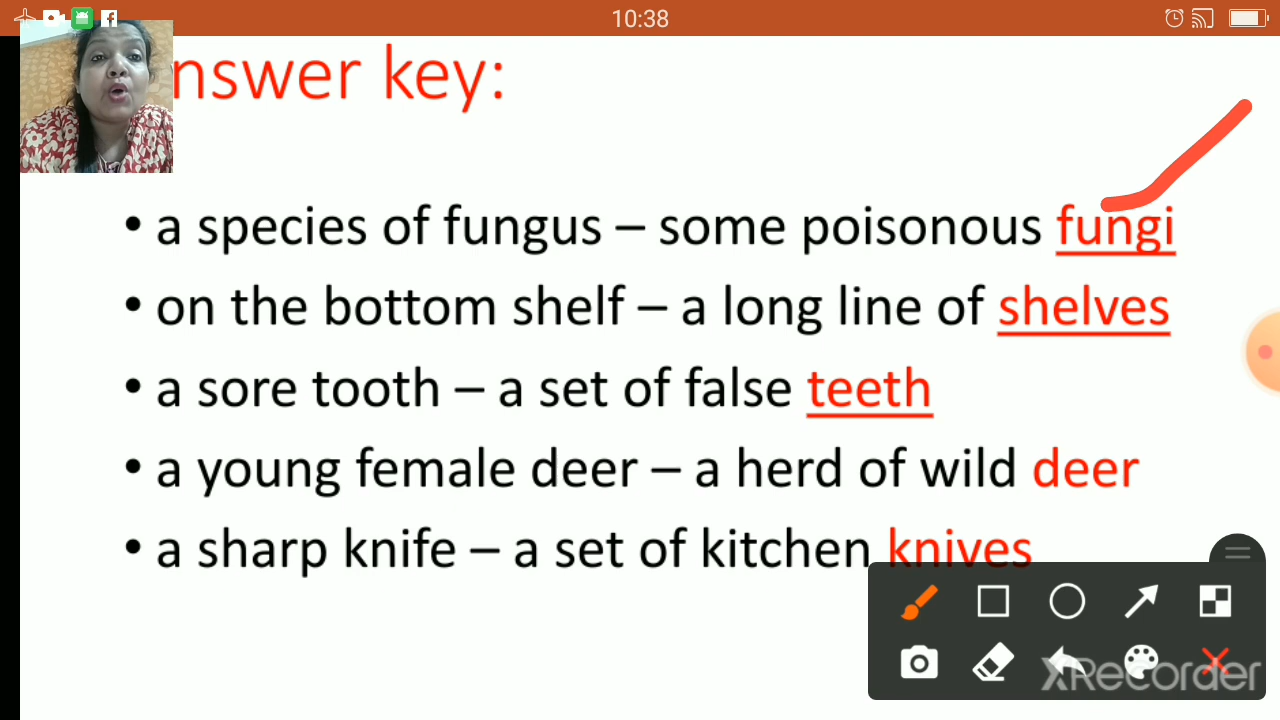 10:38
nswer key:
• a species of fungus – some poisonous fungi
• on the bottom shelf – a long line of shelves
• a sore tooth – a set of false teeth
• a young female deer – a herd of wild deer
• a sharp knife – a set of kitchen knives
XRecorder